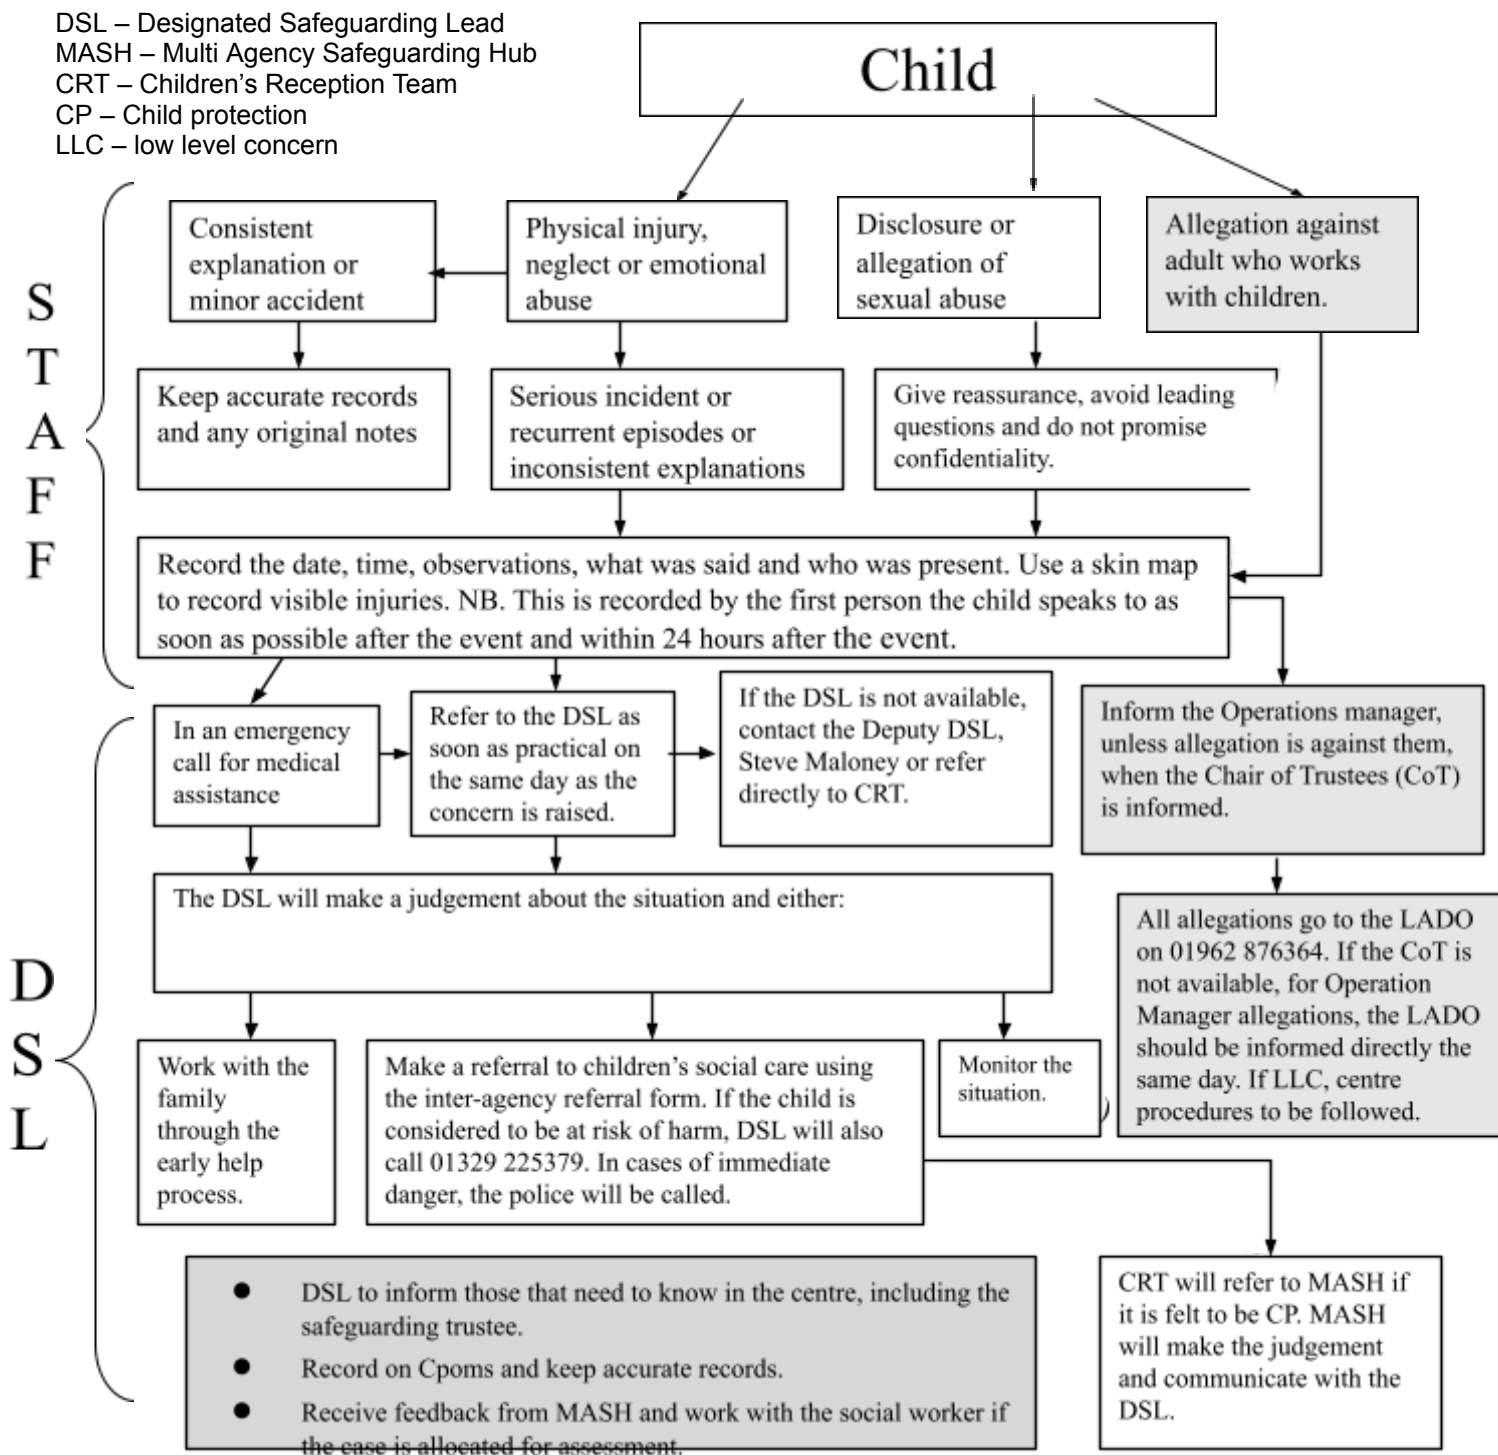 DSL – Designated Safeguarding Lead
MASH – Multi Agency Safeguarding Hub
CRT – Children's Reception Team
CP – Child protection
LLC – low level concern
Child
STAFF
Consistent
explanation or
minor accident
Physical injury,
neglect or emotional
abuse
Disclosure or
allegation of
sexual abuse
Allegation against
adult who works
with children.
Keep accurate records
and any original notes
Serious incident or
recurrent episodes or
inconsistent explanations
Give reassurance, avoid leading
questions and do not promise
confidentiality.
Record the date, time, observations, what was said and who was present. Use a skin map
to record visible injuries. NB. This is recorded by the first person the child speaks to as
soon as possible after the event and within 24 hours after the event.
DSL
In an emergency
call for medical
assistance
Refer to the DSL as
soon as practical on
the same day as the
concern is raised.
If the DSL is not available,
contact the Deputy DSL,
Steve Maloney or refer
directly to CRT.
Inform the Operations manager,
unless allegation is against them,
when the Chair of Trustees (CoT)
is informed.
The DSL will make a judgement about the situation and either:
All allegations go to the LADO
on 01962 876364. If the CoT is
not available, for Operation
Manager allegations, the LADO
should be informed directly the
same day. If LLC, centre
procedures to be followed.
Work with the
family
through the
early help
process.
Make a referral to children's social care using
the inter-agency referral form. If the child is
considered to be at risk of harm, DSL will also
call 01329 225379. In cases of immediate
danger, the police will be called.
Monitor the
situation.
)
● DSL to inform those that need to know in the centre, including the
safeguarding trustee.
● Record on Cpoms and keep accurate records.
● Receive feedback from MASH and work with the social worker if
the case is allocated for assessment.
CRT will refer to MASH if
it is felt to be CP. MASH
will make the judgement
and communicate with the
DSL.